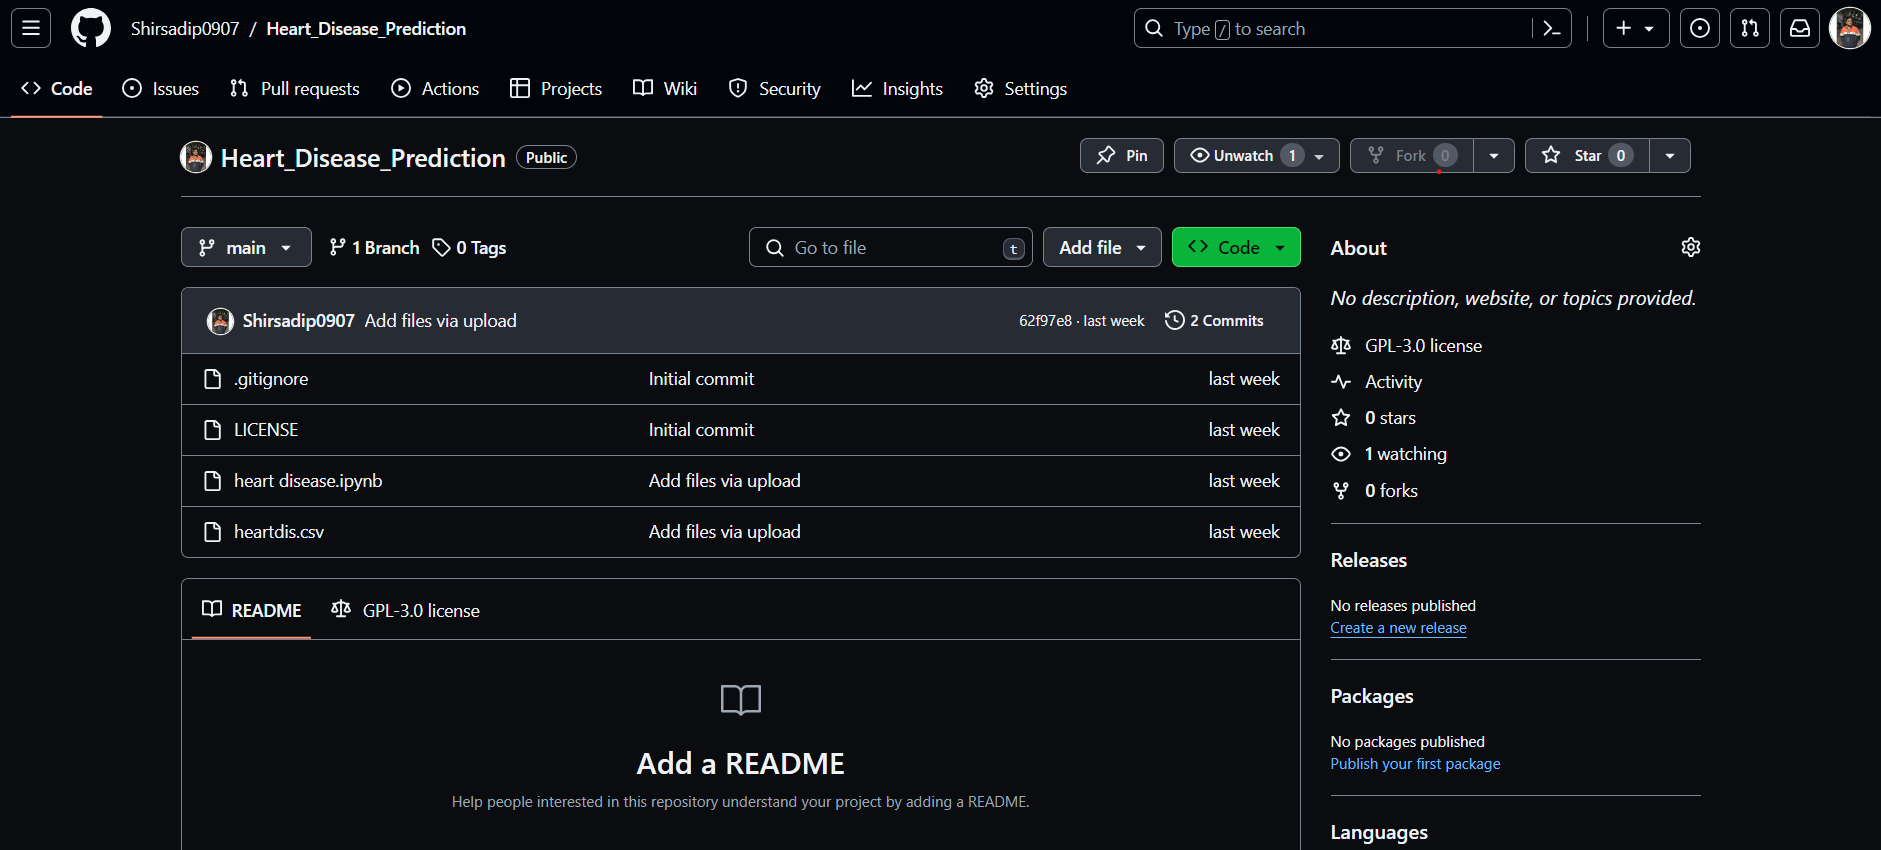 Shirsadip0907 / Heart_Disease_Prediction
Type / to search
Code Issues Pull requests Actions Projects Wiki Security Insights Settings
Heart_Disease_Prediction Public
Pin Unwatch 1 Fork 0 Star 0
main 1 Branch 0 Tags Go to file t Add file Code
Shirsadip0907 Add files via upload 62f97e8 · last week 2 Commits
.gitignore Initial commit last week
LICENSE Initial commit last week
heart disease.ipynb Add files via upload last week
heartdis.csv Add files via upload last week
README GPL-3.0 license
Add a README
Help people interested in this repository understand your project by adding a README.
About
No description, website, or topics provided.
GPL-3.0 license
Activity
0 stars
1 watching
0 forks
Releases
No releases published
Create a new release
Packages
No packages published
Publish your first package
Languages